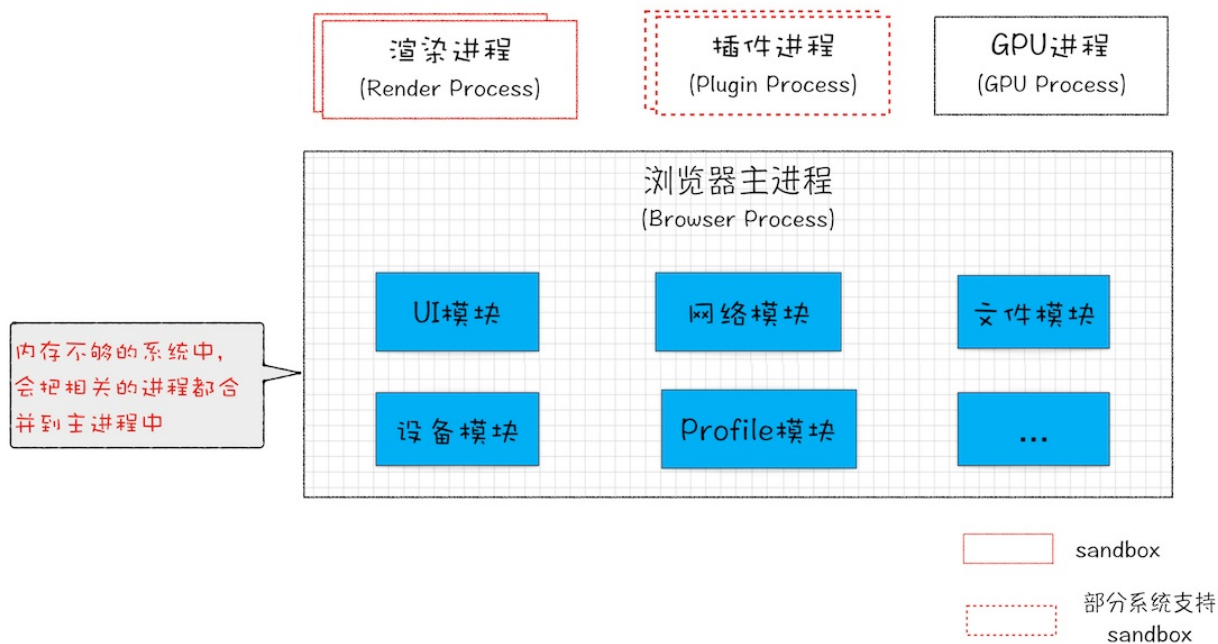 渲染进程
(Render Process)
插件进程
(Plugin Process)
GPU进程
(GPU Process)
浏览器主进程
(Browser Process)
UI模块
网络模块
文件模块
内存不够的系统中，
会把相关的进程都合
并到主进程中
设备模块
Profile模块
...
sandbox
部分系统支持
sandbox